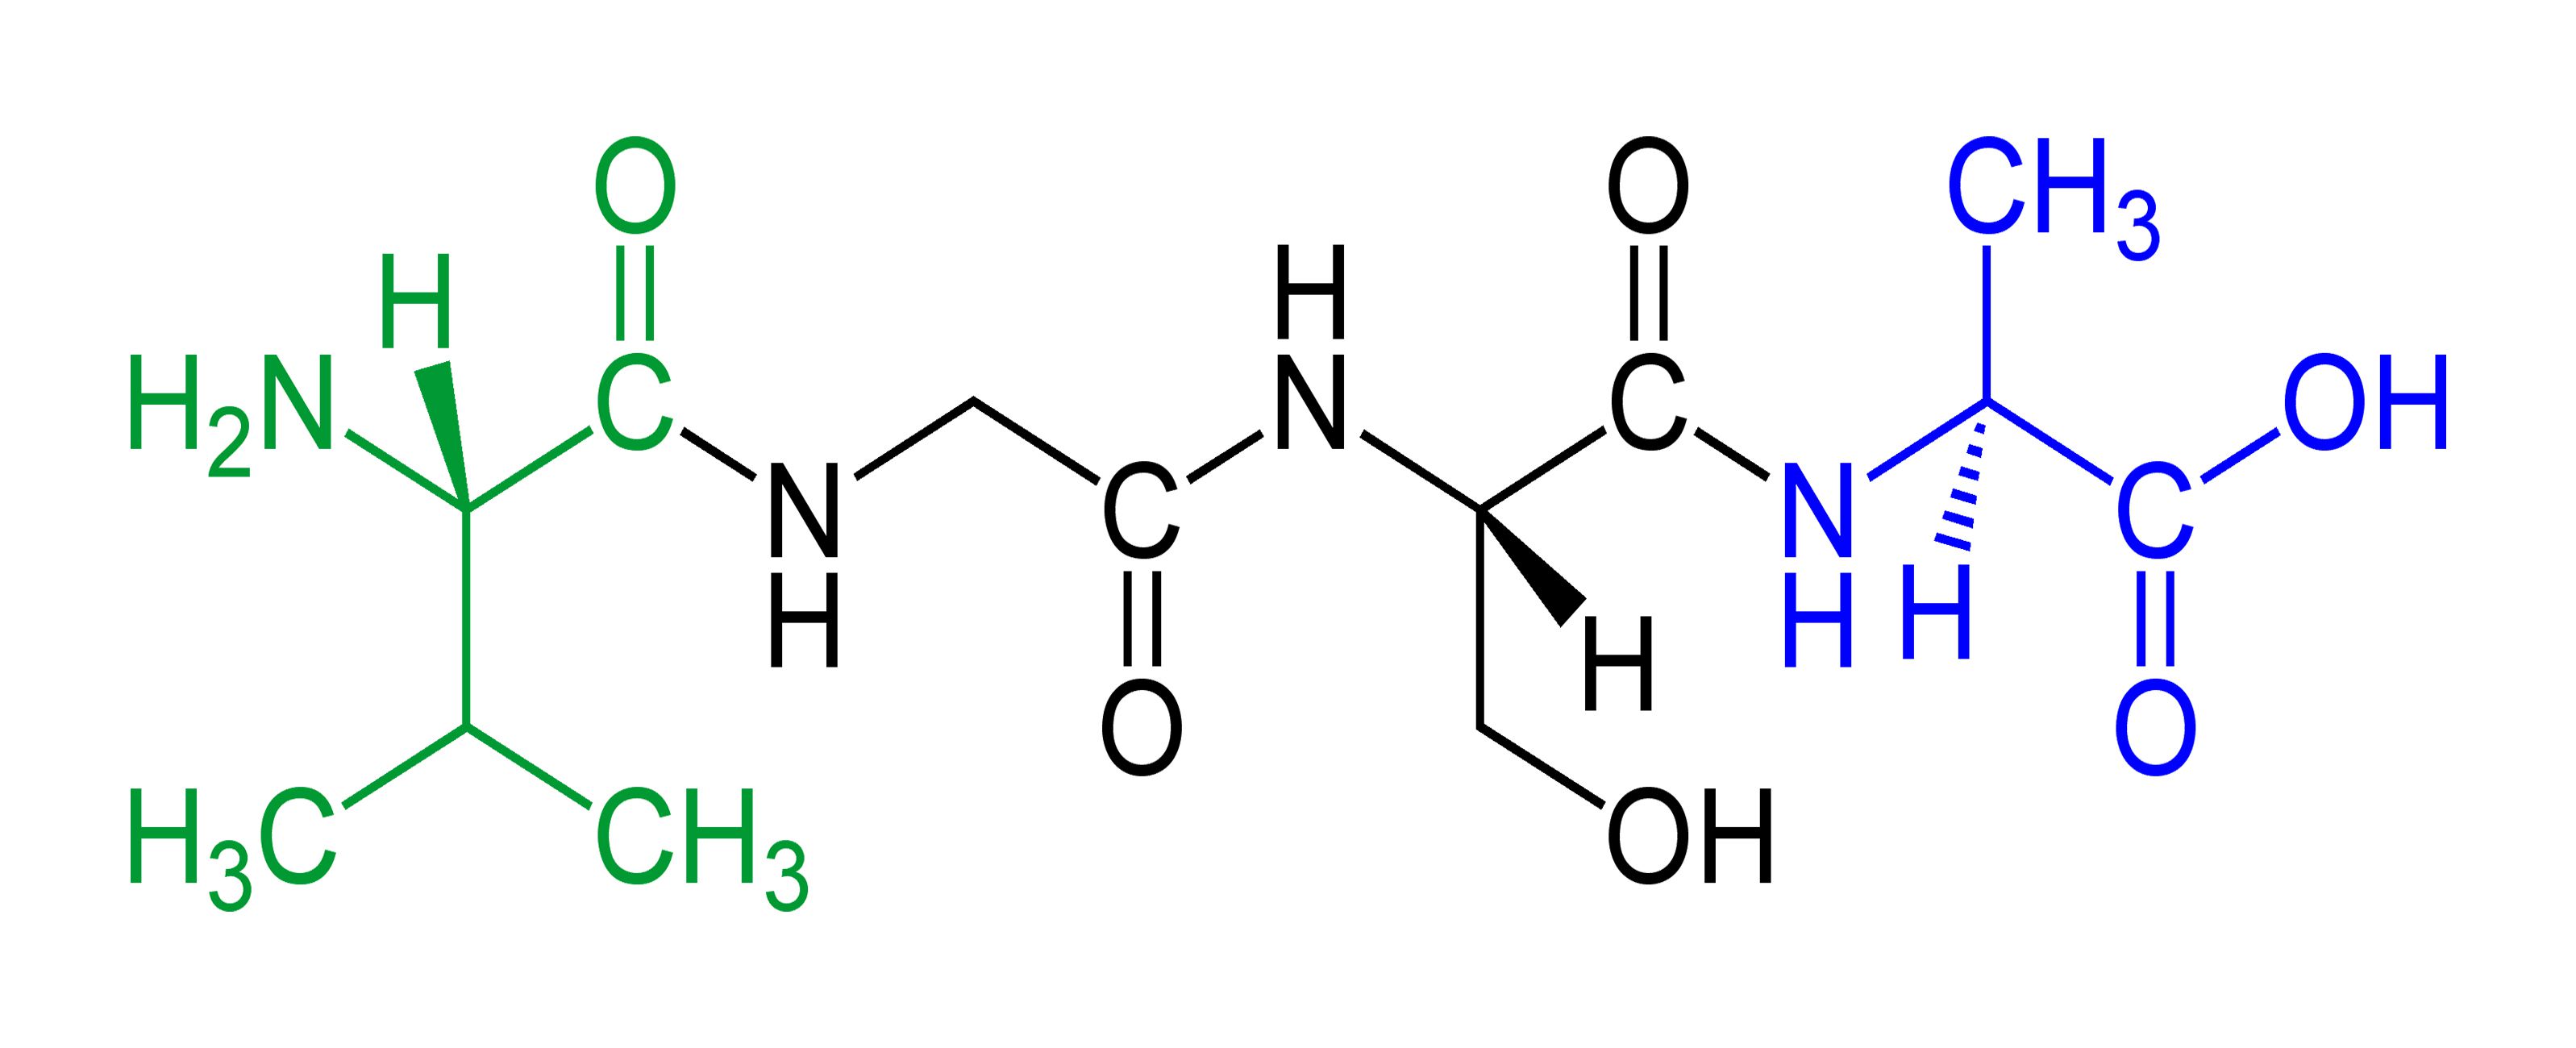 O O CH₃
H H
H₂N C N C OH
N C N C
H H H
O H O
H₃C CH₃ OH